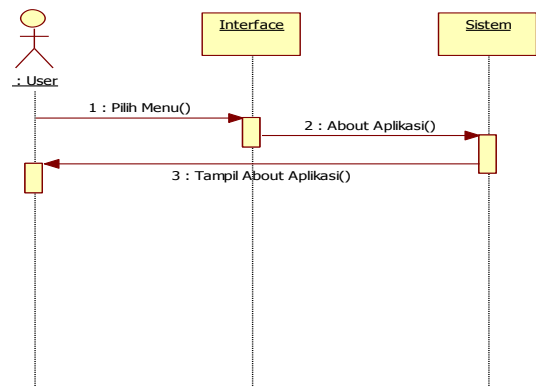 Interface
Sistem
: User
1 : Pilih Menu()
2 : About Aplikasi()
3 : Tampil About Aplikasi()